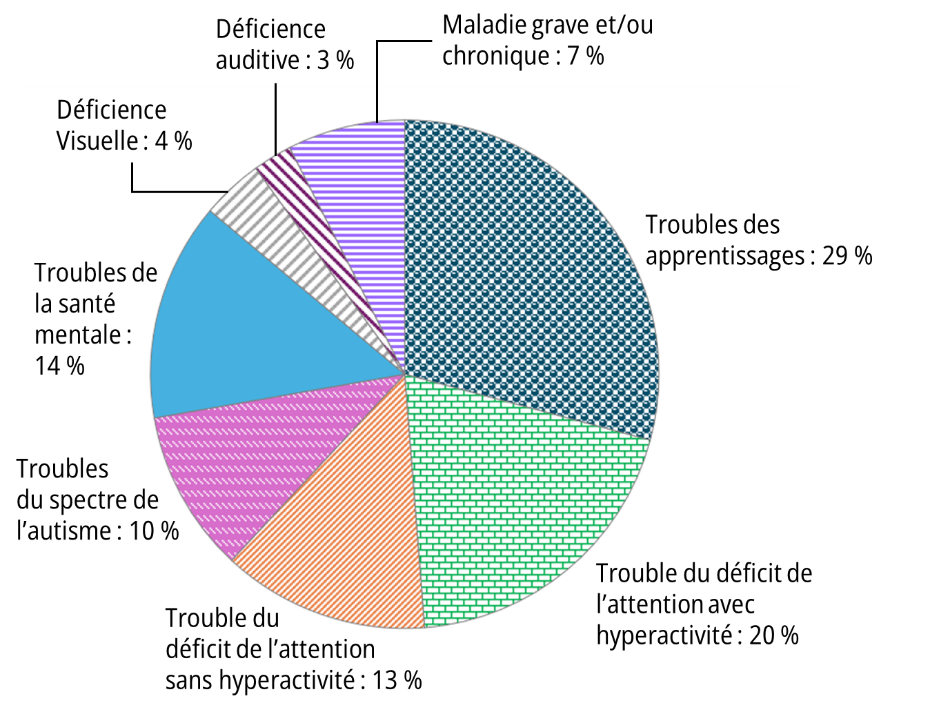 Déficience
auditive : 3 %
Maladie grave et/ou
chronique : 7 %
Déficience
Visuelle : 4 %
Troubles des
apprentissages : 29 %
Troubles de
la santé
mentale :
14 %
Troubles
du spectre de
l’autisme : 10 %
Trouble du déficit de
l’attention avec
hyperactivité : 20 %
Trouble du
déficit de l’attention
sans hyperactivité : 13 %